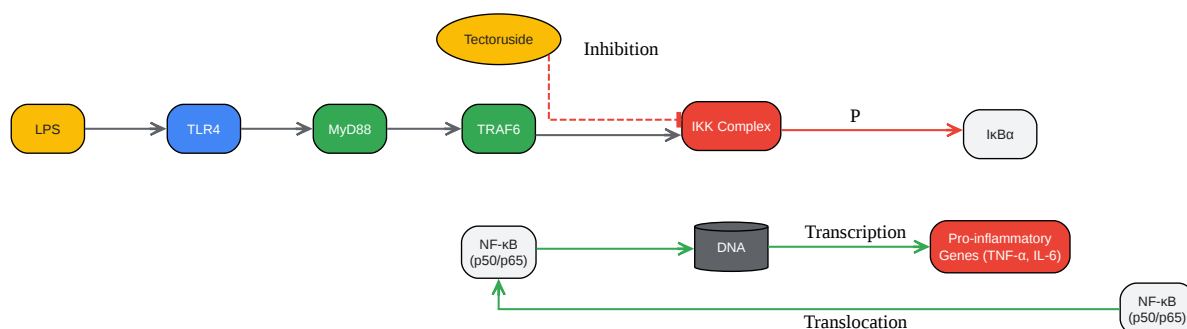 Tectoruside
Inhibition
LPS
TLR4
MyD88
TRAF6
IKK Complex
P
IκBα
NF-κB
(p50/p65)
DNA
Transcription
Pro-inflammatory
Genes (TNF-α, IL-6)
Translocation
NF-κB
(p50/p65)